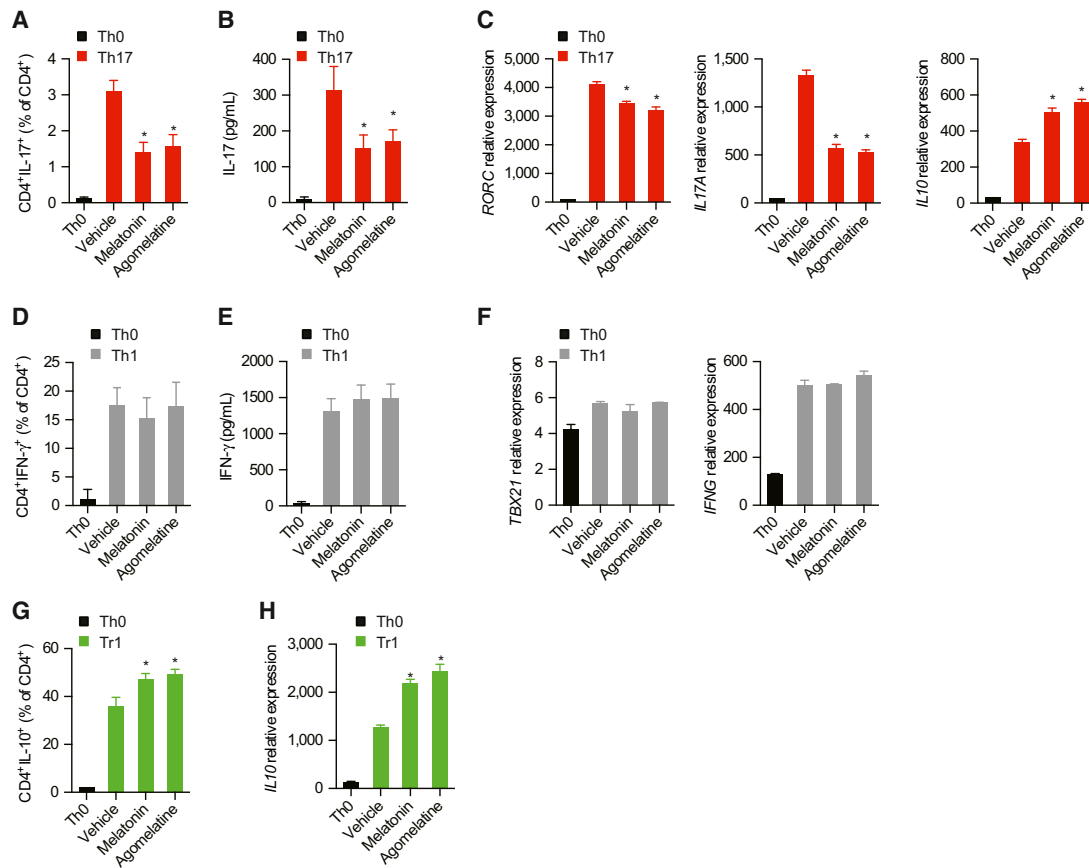 A
Th0
Th17
CD4⁺IL-17⁺ (% of CD4⁺)
4
3
2
1
0
Th0
Vehicle
Melatonin
Agomelatine
*
*
B
Th0
Th17
IL-17 (pg/mL)
400
300
200
100
0
Th0
Vehicle
Melatonin
Agomelatine
*
*
C
Th0
Th17
RORC relative expression
5,000
4,000
3,000
2,000
1,000
0
Th0
Vehicle
Melatonin
Agomelatine
*
*
IL17A relative expression
1,500
1,000
500
0
Th0
Vehicle
Melatonin
Agomelatine
*
*
IL10 relative expression
800
600
400
200
0
Th0
Vehicle
Melatonin
Agomelatine
*
*
D
Th0
Th1
CD4⁺IFN-γ⁺ (% of CD4⁺)
25
20
15
10
5
0
Th0
Vehicle
Melatonin
Agomelatine
E
Th0
Th1
IFN-γ (pg/mL)
2000
1500
1000
500
0
Th0
Vehicle
Melatonin
Agomelatine
F
Th0
Th1
TBX21 relative expression
8
6
4
2
0
Th0
Vehicle
Melatonin
Agomelatine
IFNG relative expression
600
400
200
0
Th0
Vehicle
Melatonin
Agomelatine
G
Th0
Tr1
CD4⁺IL-10⁺ (% of CD4⁺)
60
40
20
0
Th0
Vehicle
Melatonin
Agomelatine
*
*
H
Th0
Tr1
IL10 relative expression
3,000
2,000
1,000
0
Th0
Vehicle
Melatonin
Agomelatine
*
*